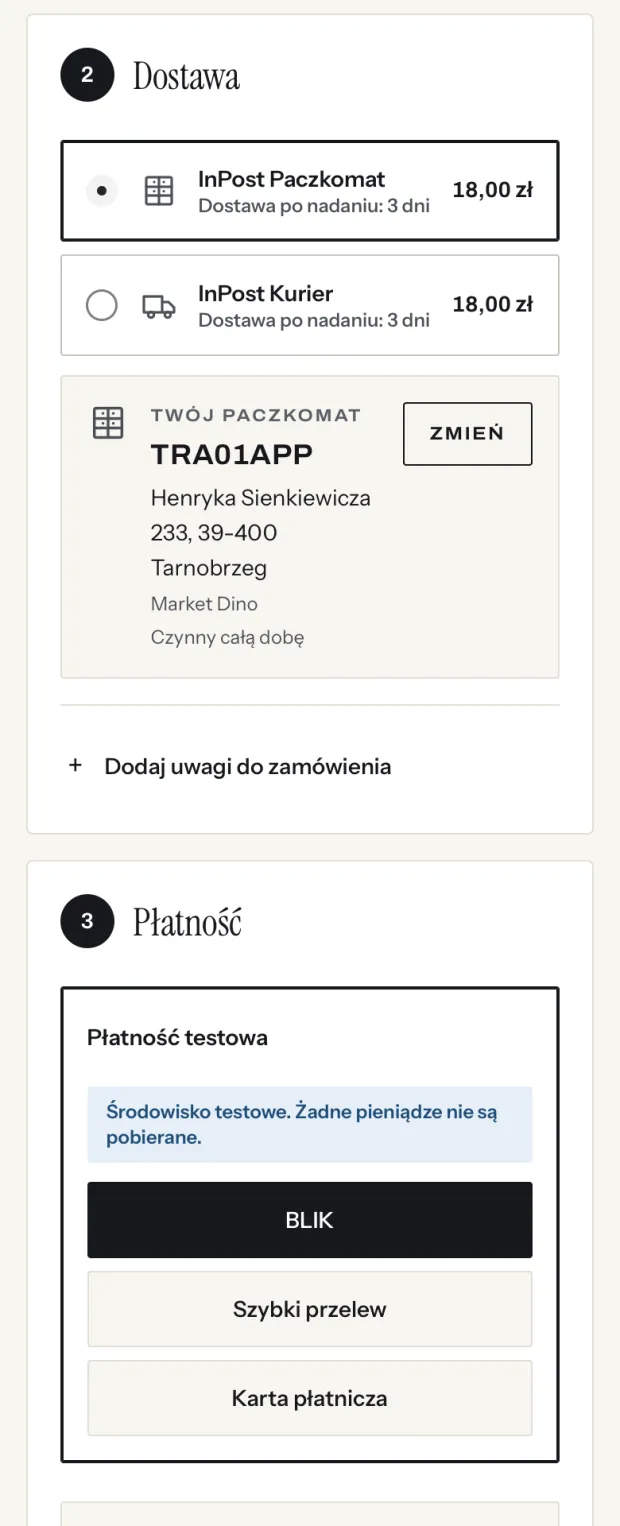 2 Dostawa
InPost Paczkomat
Dostawa po nadaniu: 3 dni
18,00 zł
InPost Kurier
Dostawa po nadaniu: 3 dni
18,00 zł
TWÓJ PACZKOMAT
TRA01APP
Henryka Sienkiewicza
233, 39-400
Tarnobrzeg
Market Dino
Czynny całą dobę
ZMIEŃ
+ Dodaj uwagi do zamówienia
3 Płatność
Płatność testowa
Środowisko testowe. Żadne pieniądze nie są
pobierane.
BLIK
Szybki przelew
Karta płatnicza